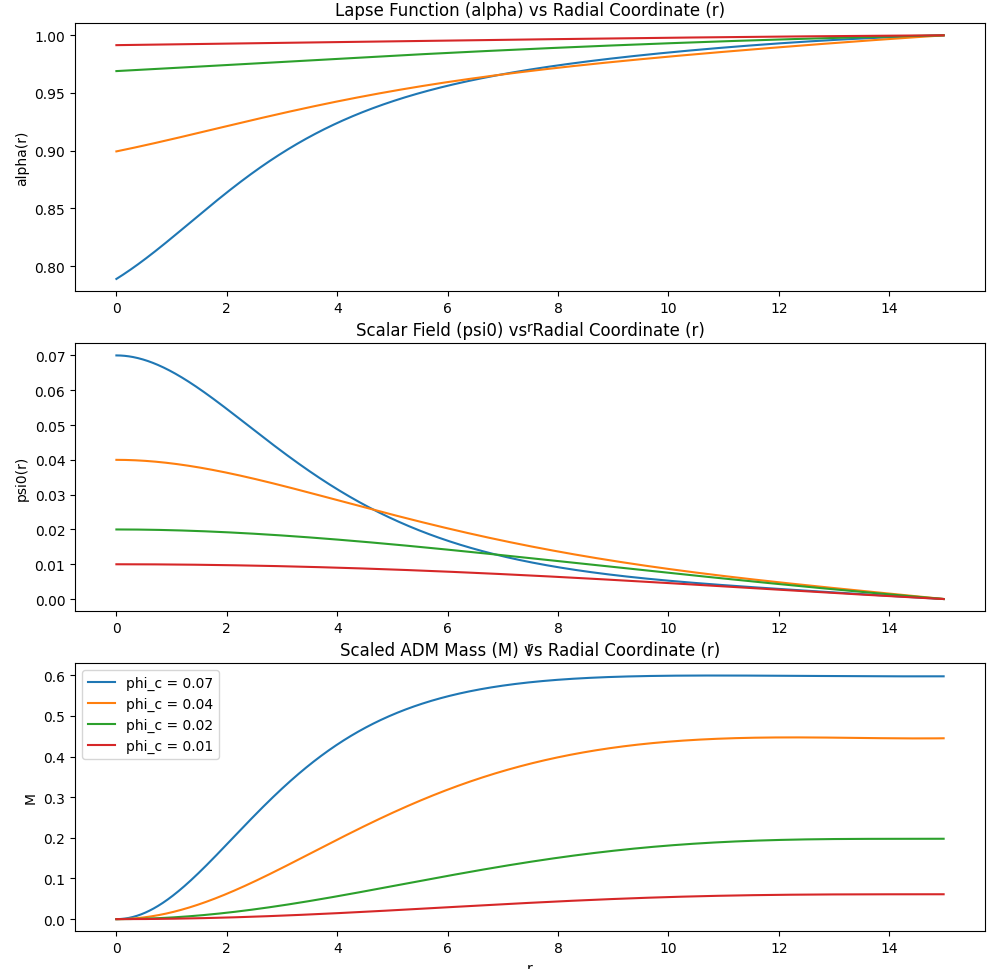 Lapse Function (alpha) vs Radial Coordinate (r)
1.00
0.95
0.90
0.85
0.80
alpha(r)
0 2 4 6 8 10 12 14
r
Scalar Field (psi0) vs Radial Coordinate (r)
0.07
0.06
0.05
0.04
0.03
0.02
0.01
0.00
psi0(r)
0 2 4 6 8 10 12 14
r
Scaled ADM Mass (M) vs Radial Coordinate (r)
0.6
0.5
0.4
0.3
0.2
0.1
0.0
M
phi_c = 0.07
phi_c = 0.04
phi_c = 0.02
phi_c = 0.01
0 2 4 6 8 10 12 14
r